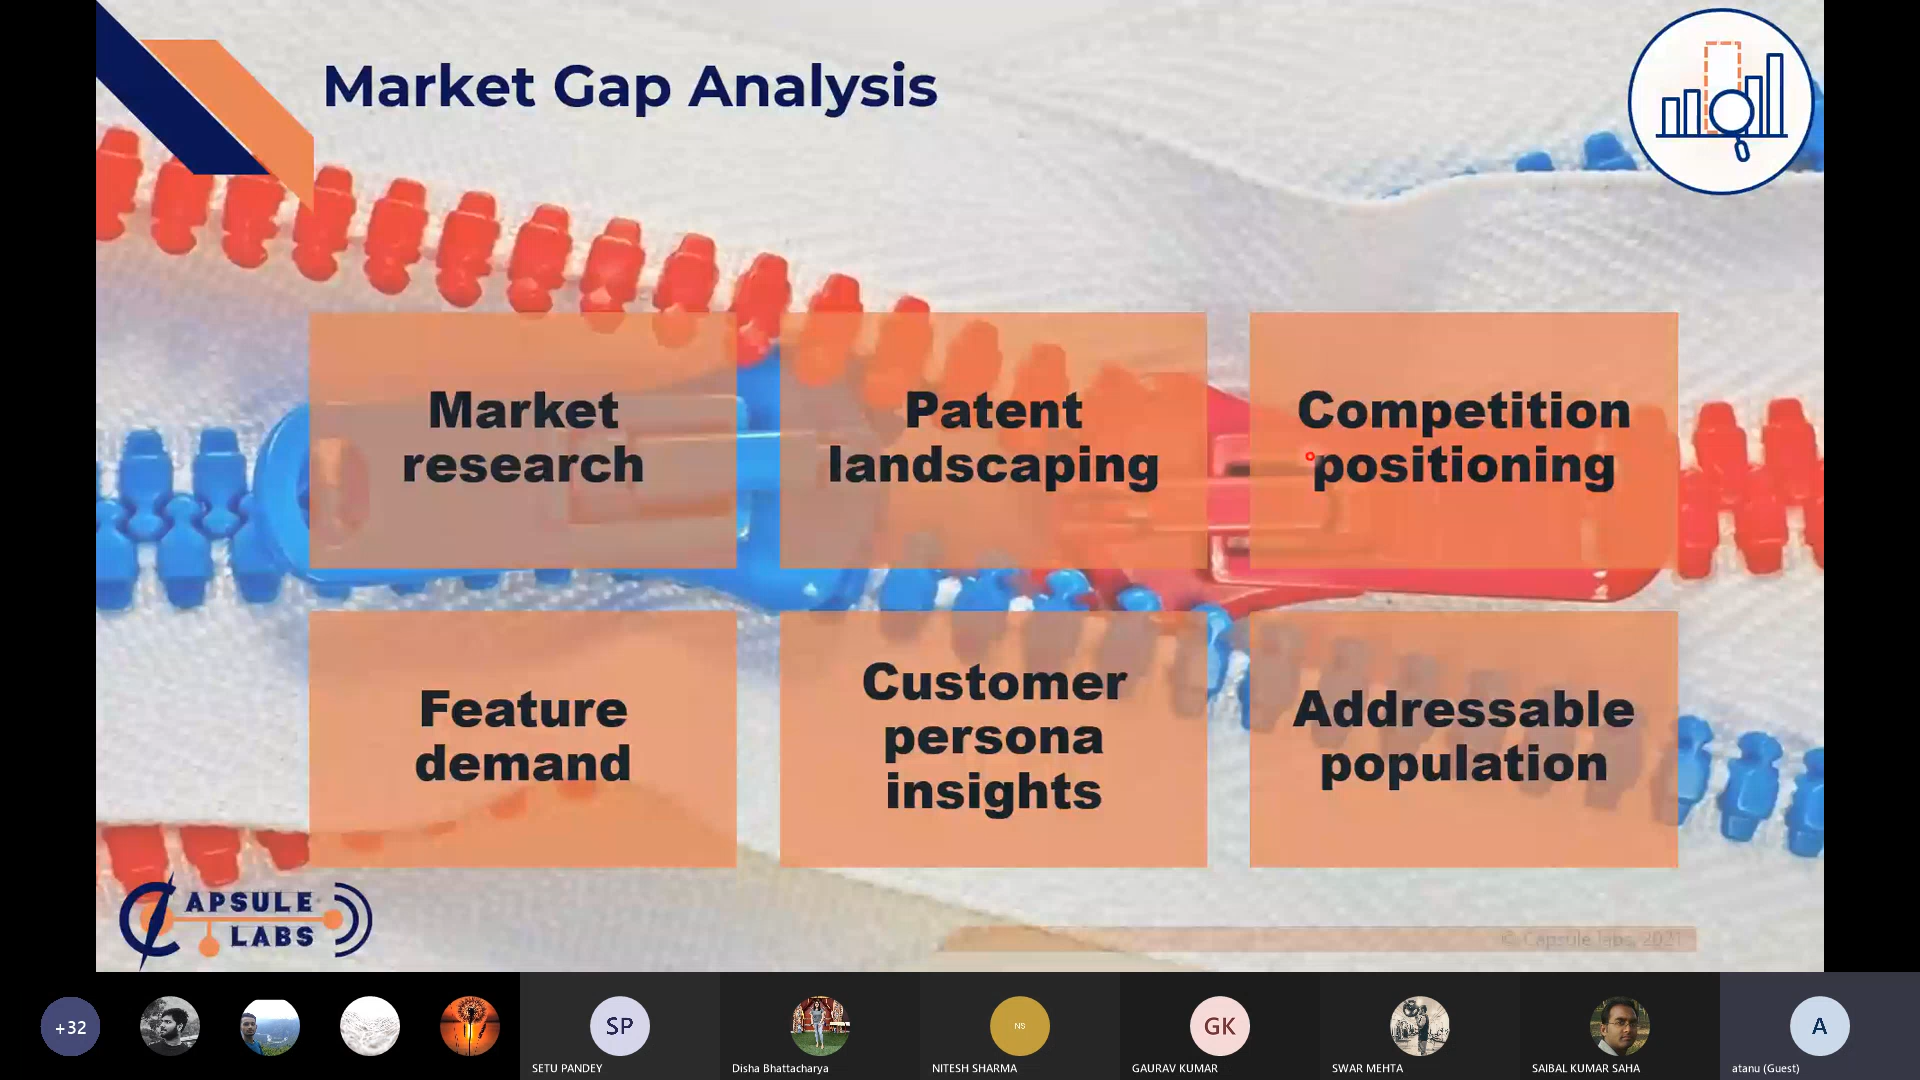 Market Gap Analysis
Market
research
Patent
landscaping
Competition
positioning
Feature
demand
Customer
persona
insights
Addressable
population
CAPSULE
LABS
© Capsule labs, 2021
+32
SP
SETU PANDEY
Disha Bhattacharya
NS
NITESH SHARMA
GK
GAURAV KUMAR
SWAR MEHTA
SAIBAL KUMAR SAHA
A
atanu (Guest)